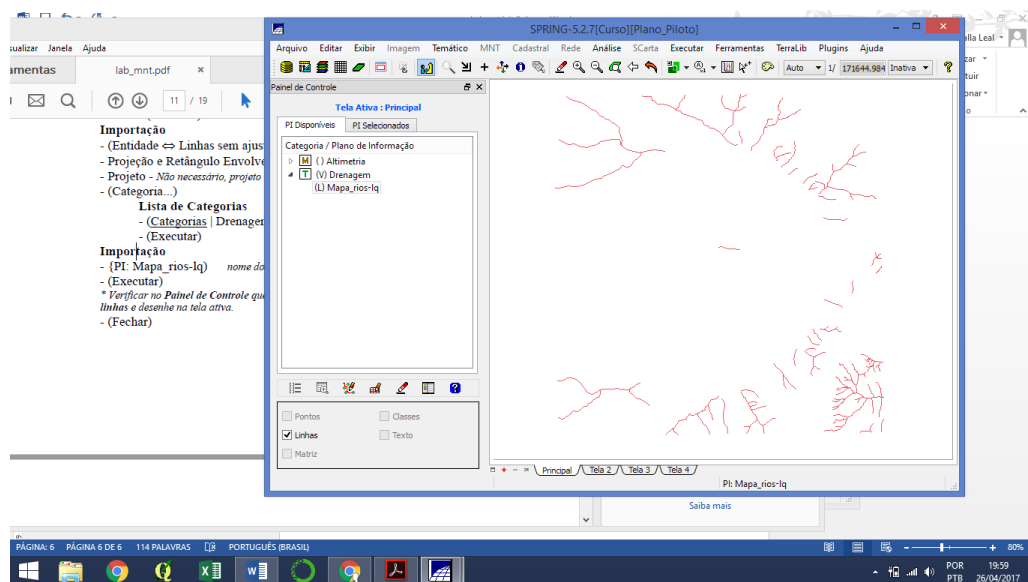 sualizar Janela Ajuda
amentas
lab_mnt.pdf ×
11 / 19
Importação
- (Entidade ⇔ Linhas sem ajus
- Projeção e Retângulo Envolve
- Projeto - Não necessário, projeto
- (Categoria...)
Lista de Categorias
- (Categorias | Drenagen
- (Executar)
Importação
- {PI: Mapa_rios-lq) nome do
- (Executar)
* Verificar no Painel de Controle que
linhas e desenhe na tela ativa.
- (Fechar)
SPRING-5.2.7[Curso][Plano_Piloto]
Arquivo Editar Exibir Imagem Temático MNT Cadastral Rede Análise SCarta Executar Ferramentas TerraLib Plugins Ajuda
Auto 1/ 171644.984 Inativa
Painel de Controle
Tela Ativa : Principal
PI Disponíveis PI Selecionados
Categoria / Plano de Informação
M ( ) Altimetria
T (V) Drenagem
(L) Mapa_rios-lq
Pontos Classes
Linhas Texto
Matriz
Principal Tela 2 Tela 3 Tela 4
PI: Mapa_rios-lq
lla Leal
zar
tuir
onar
Saiba mais
PÁGINA: 6 PÁGINA 6 DE 6 114 PALAVRAS PORTUGUÊS (BRASIL)
80%
POR 19:59
PTB 26/04/2017